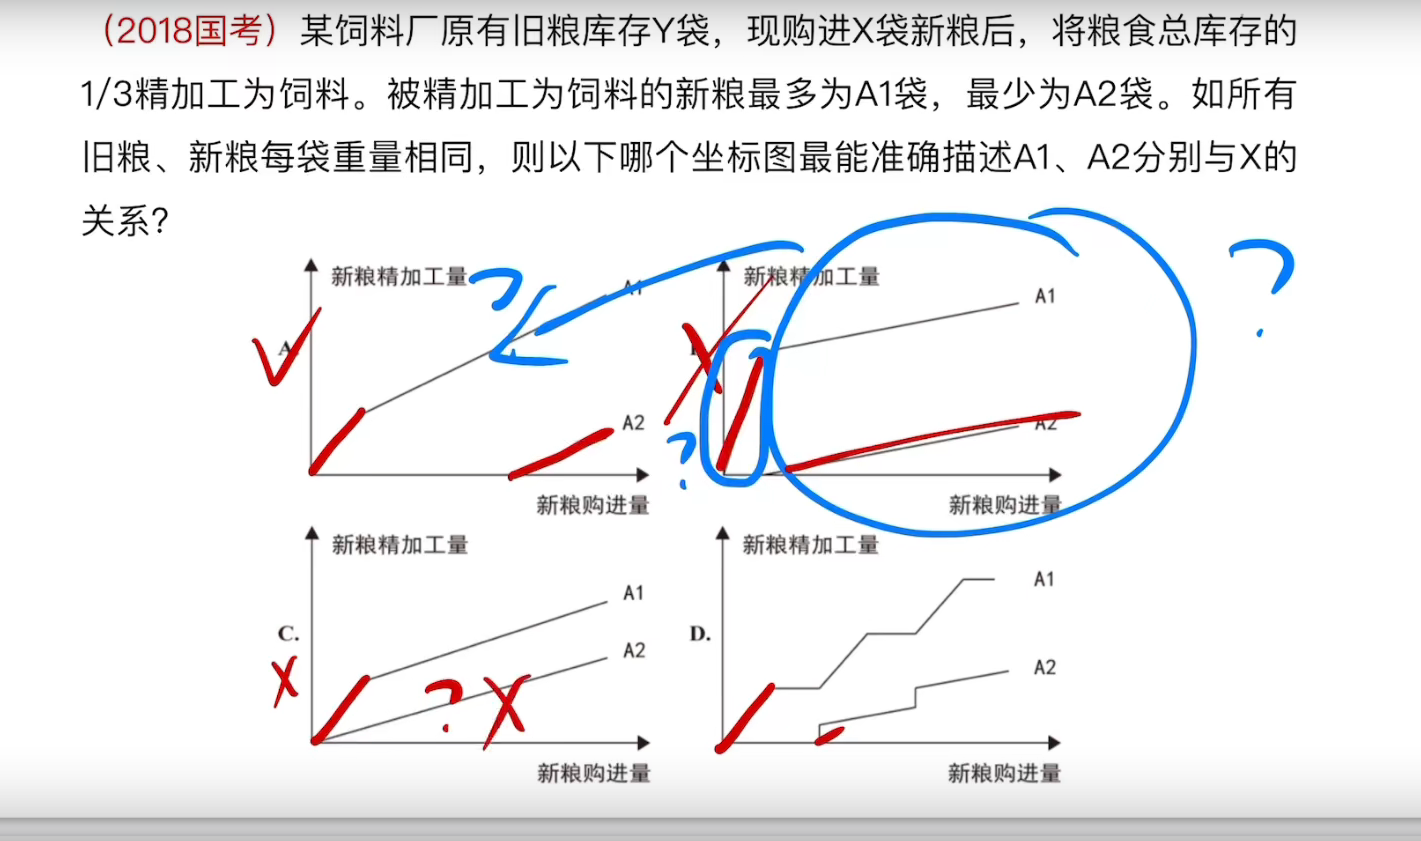 （2018国考）某饲料厂原有旧粮库存Y袋，现购进X袋新粮后，将粮食总库存的
1/3精加工为饲料。被精加工为饲料的新粮最多为A1袋，最少为A2袋。如所有
旧粮、新粮每袋重量相同，则以下哪个坐标图最能准确描述A1、A2分别与X的
关系？
新粮精加工量
A1
A2
A.
新粮购进量
?
新粮精加工量
A1
A2
新粮购进量
?
?
新粮精加工量
A1
A2
C.
新粮购进量
?
新粮精加工量
A1
A2
D.
新粮购进量